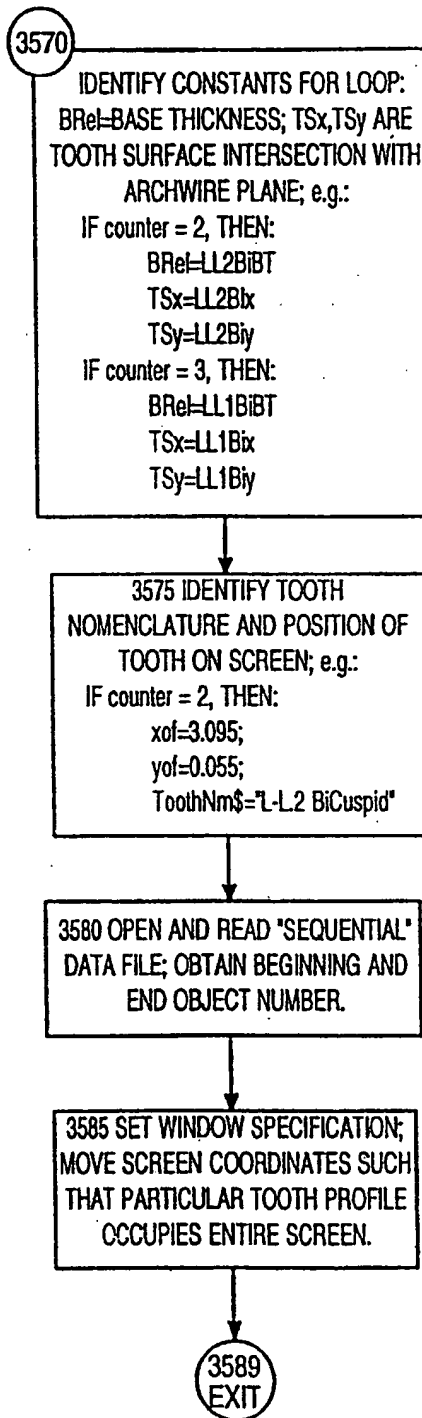 3570
IDENTIFY CONSTANTS FOR LOOP:
BRel=BASE THICKNESS; TSx,TSy ARE
TOOTH SURFACE INTERSECTION WITH
ARCHWIRE PLANE; e.g.:
IF counter = 2, THEN:
BRel=LL2BiBT
TSx=LL2BIx
TSy=LL2Biy
IF counter = 3, THEN:
BRel=LL1BiBT
TSx=LL1Bix
TSy=LL1Biy
3575 IDENTIFY TOOTH
NOMENCLATURE AND POSITION OF
TOOTH ON SCREEN; e.g.:
IF counter = 2, THEN:
xof=3.095;
yof=0.055;
ToothNm$="L-L.2 BiCuspid"
3580 OPEN AND READ "SEQUENTIAL"
DATA FILE; OBTAIN BEGINNING AND
END OBJECT NUMBER.
3585 SET WINDOW SPECIFICATION;
MOVE SCREEN COORDINATES SUCH
THAT PARTICULAR TOOTH PROFILE
OCCUPIES ENTIRE SCREEN.
3589
EXIT